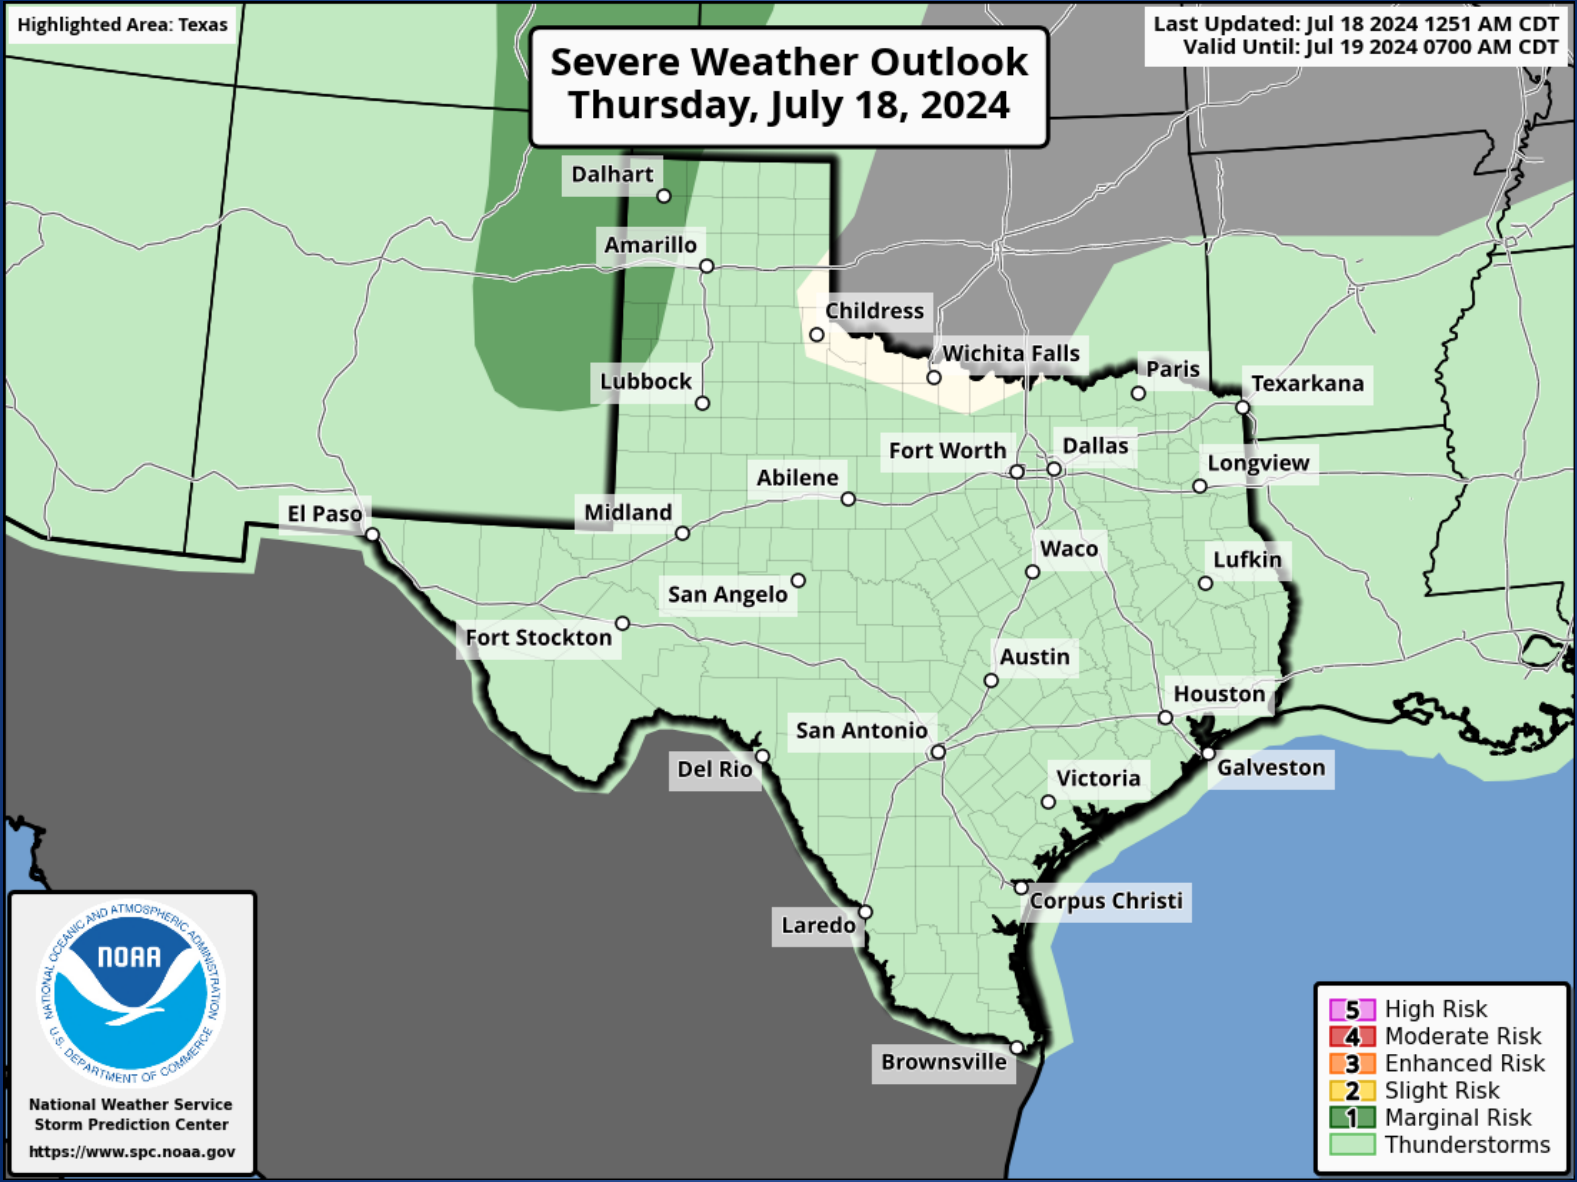 Highlighted Area: Texas
Severe Weather Outlook
Thursday, July 18, 2024
Last Updated: Jul 18 2024 1251 AM CDT
Valid Until: Jul 19 2024 0700 AM CDT
Dalhart
Amarillo
Childress
Wichita Falls
Paris
Texarkana
Lubbock
Fort Worth
Dallas
Longview
Abilene
El Paso
Midland
Waco
Lufkin
San Angelo
Fort Stockton
Austin
Houston
San Antonio
Del Rio
Galveston
Victoria
Corpus Christi
Laredo
Brownsville
NATIONAL OCEANIC AND ATMOSPHERIC ADMINISTRATION
NOAA
U.S. DEPARTMENT OF COMMERCE
National Weather Service
Storm Prediction Center
https://www.spc.noaa.gov
5 High Risk
4 Moderate Risk
3 Enhanced Risk
2 Slight Risk
1 Marginal Risk
Thunderstorms